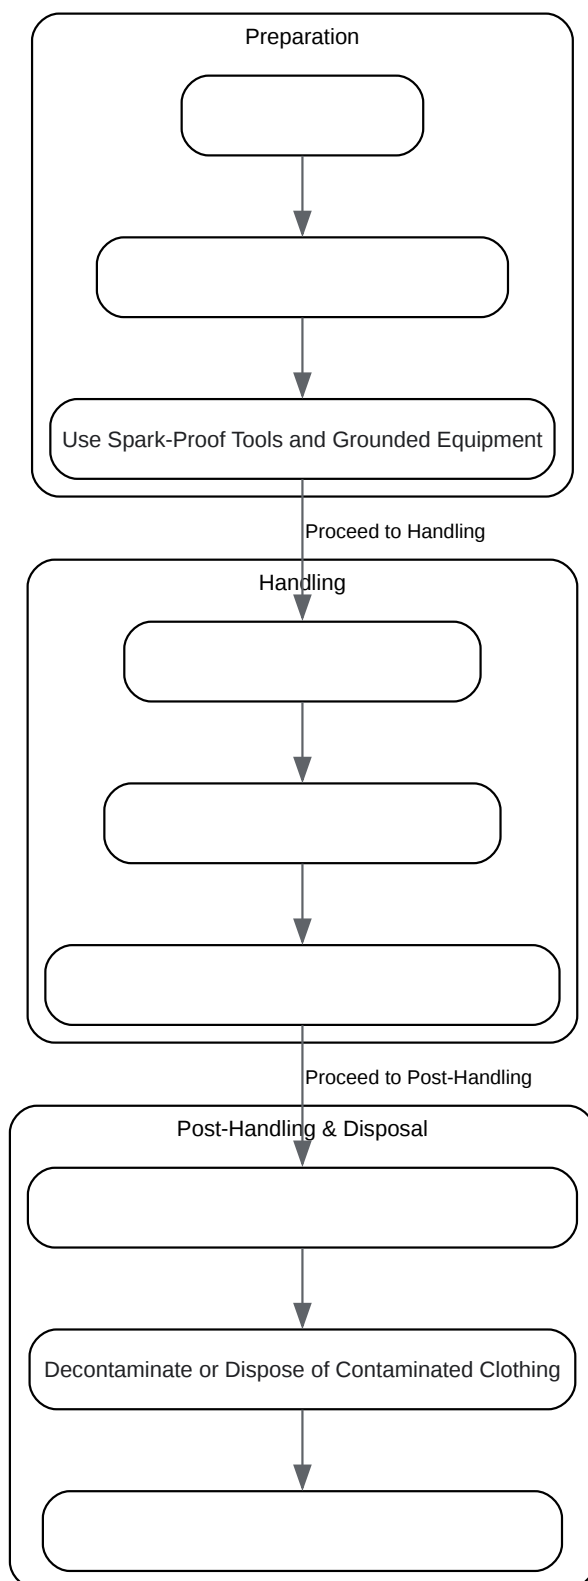 Preparation
Use Spark-Proof Tools and Grounded Equipment
Proceed to Handling
Handling
Proceed to Post-Handling
Post-Handling & Disposal
Decontaminate or Dispose of Contaminated Clothing